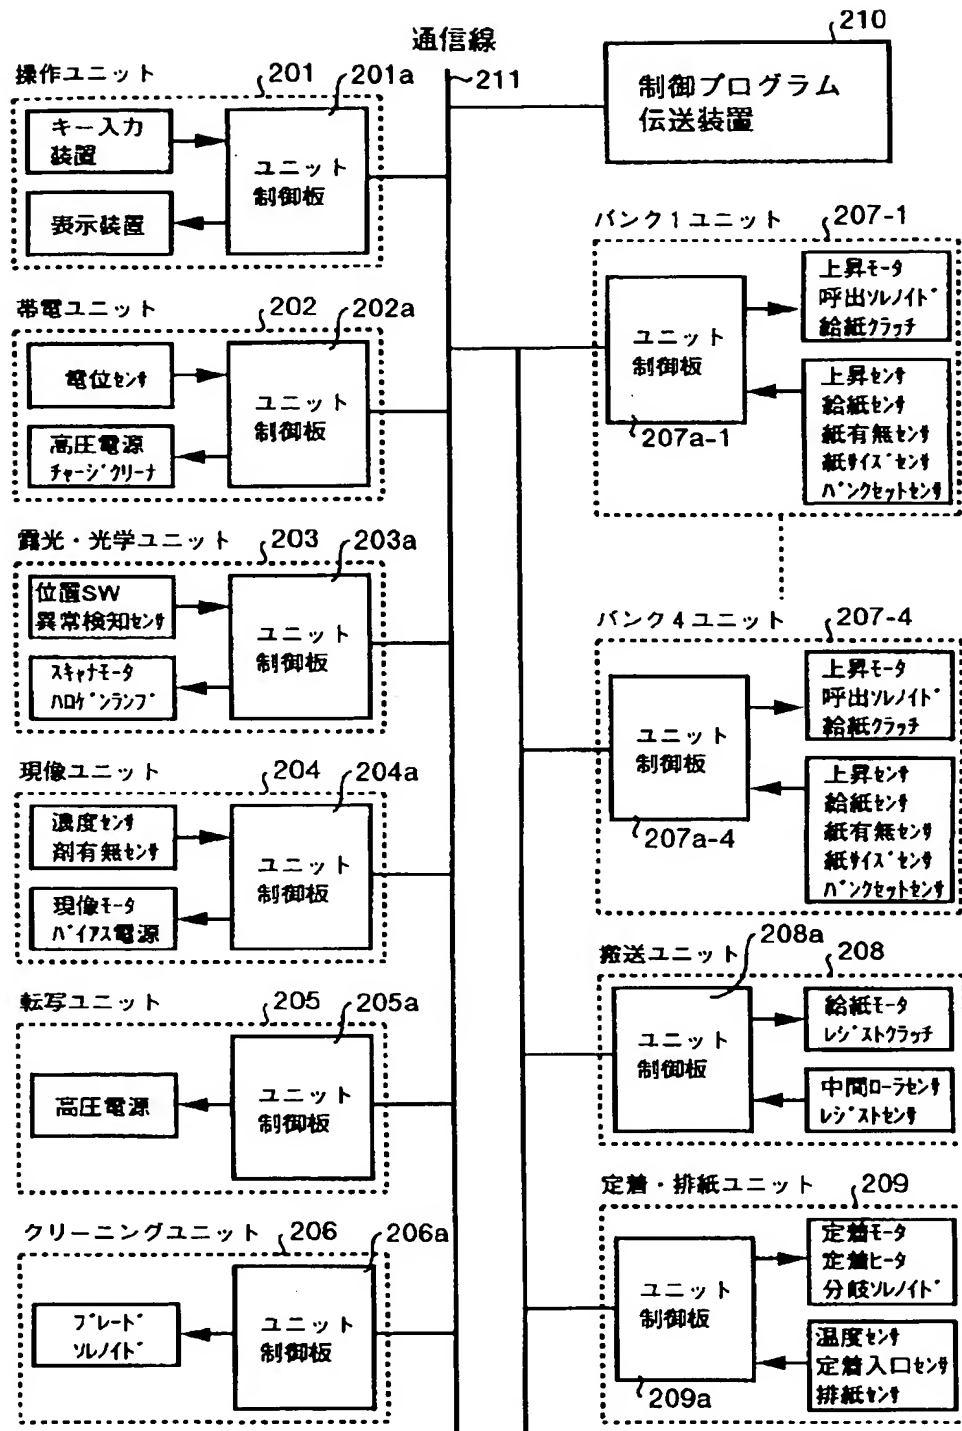 通信線
211
210
制御プログラム
伝送装置
操作ユニット
201
201a
キー入力
装置
表示装置
ユニット
制御板
帯電ユニット
202
202a
電位センサ
高圧電源
チャージクリーナ
ユニット
制御板
露光・光学ユニット
203
203a
位置SW
異常検知センサ
スキャナモータ
ハロゲンランプ
ユニット
制御板
現像ユニット
204
204a
濃度センサ
剤有無センサ
現像モータ
バイアス電源
ユニット
制御板
転写ユニット
205
205a
高圧電源
ユニット
制御板
クリーニングユニット
206
206a
ブレード
ソレノイド
ユニット
制御板
バンク1ユニット
207-1
ユニット
制御板
207a-1
上昇モータ
呼出ソレノイド
給紙クラッチ
上昇センサ
給紙センサ
紙有無センサ
紙サイズセンサ
バンクセットセンサ
バンク4ユニット
207-4
ユニット
制御板
207a-4
上昇モータ
呼出ソレノイド
給紙クラッチ
上昇センサ
給紙センサ
紙有無センサ
紙サイズセンサ
バンクセットセンサ
搬送ユニット
208a
208
ユニット
制御板
給紙モータ
レジストクラッチ
中間ローラセンサ
レジストセンサ
定着・排紙ユニット
209
ユニット
制御板
209a
定着モータ
定着ヒータ
分岐ソレノイド
温度センサ
定着入口センサ
排紙センサ